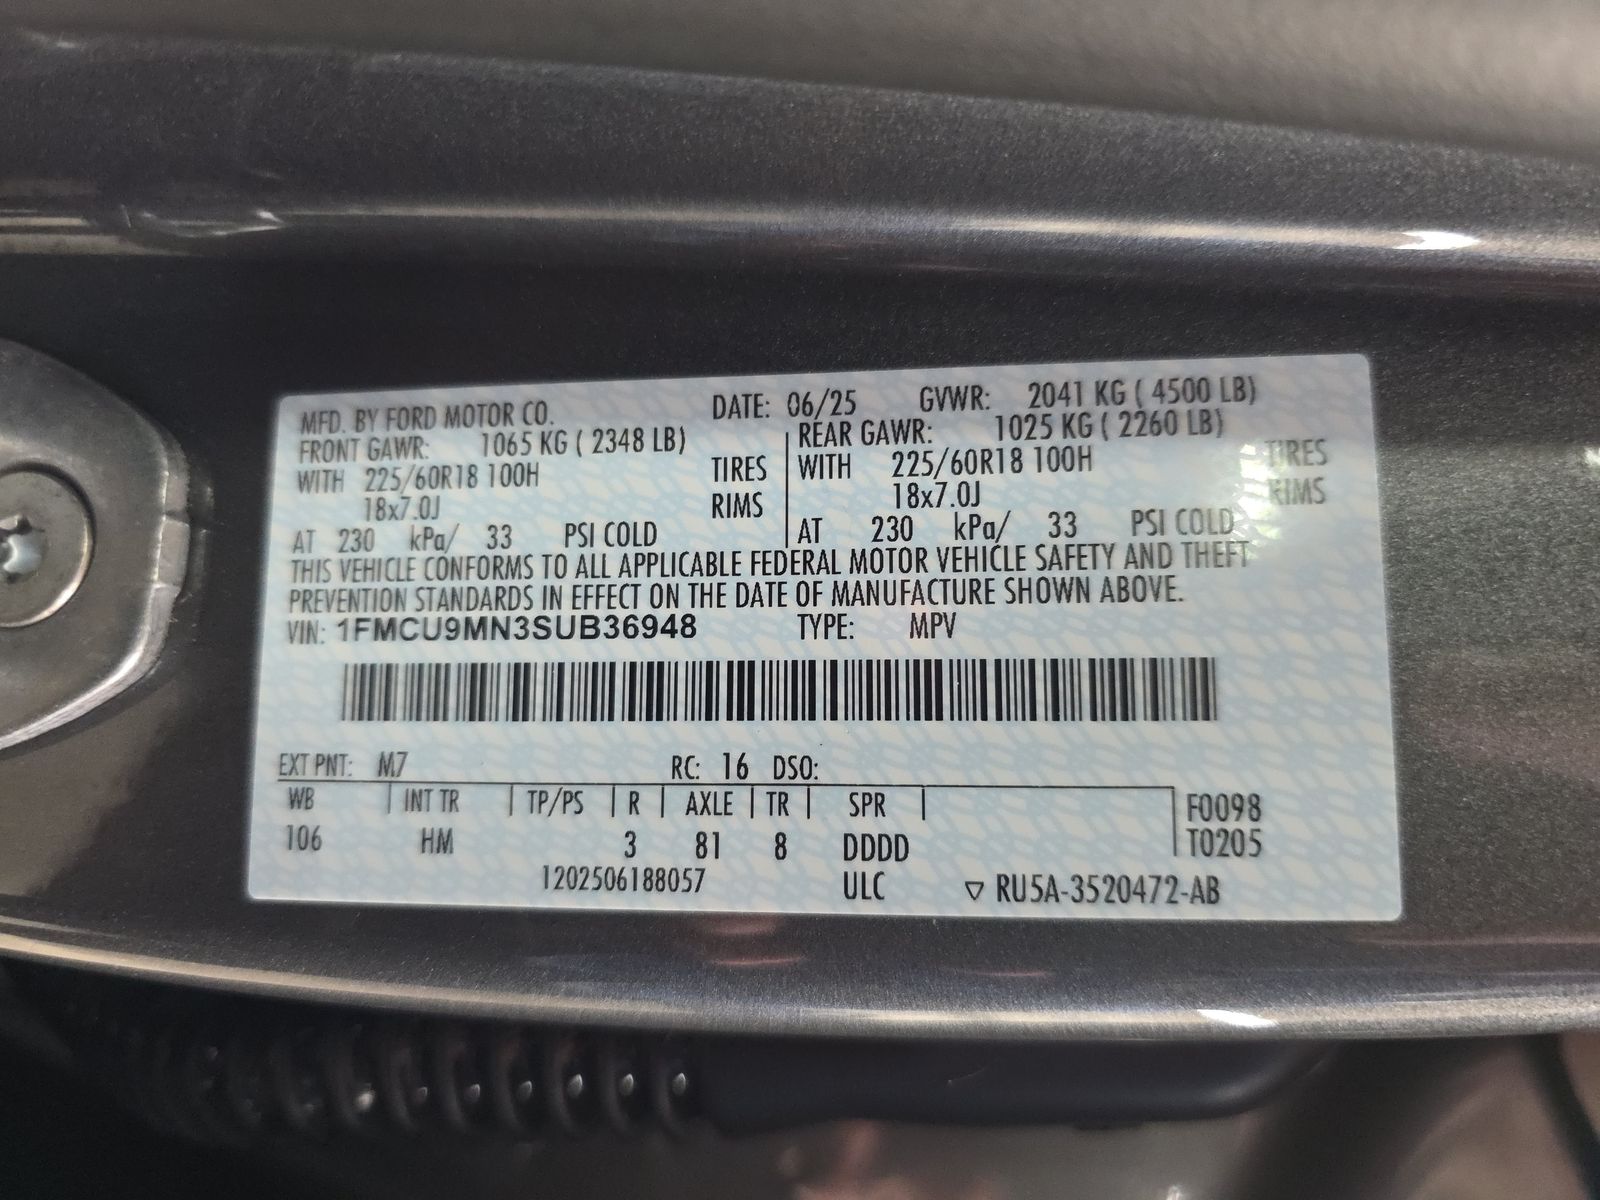 MFD. BY FORD MOTOR CO. DATE: 06/25 GVWR: 2041 KG ( 4500 LB)
FRONT GAWR: 1065 KG ( 2348 LB) REAR GAWR: 1025 KG ( 2260 LB)
WITH 225/60R18 100H TIRES WITH 225/60R18 100H TIRES
18x7.0J RIMS 18x7.0J RIMS
AT 230 kPa/ 33 PSI COLD AT 230 kPa/ 33 PSI COLD
THIS VEHICLE CONFORMS TO ALL APPLICABLE FEDERAL MOTOR VEHICLE SAFETY AND THEFT
PREVENTION STANDARDS IN EFFECT ON THE DATE OF MANUFACTURE SHOWN ABOVE.
VIN: 1FMCU9MN3SUB36948 TYPE: MPV
EXT PNT: M7 RC: 16 DSO:
WB INT TR TP/PS R AXLE TR SPR F0098
106 HM 3 81 8 DDDD T0205
1202506188057 ULC ▽ RU5A-3520472-AB